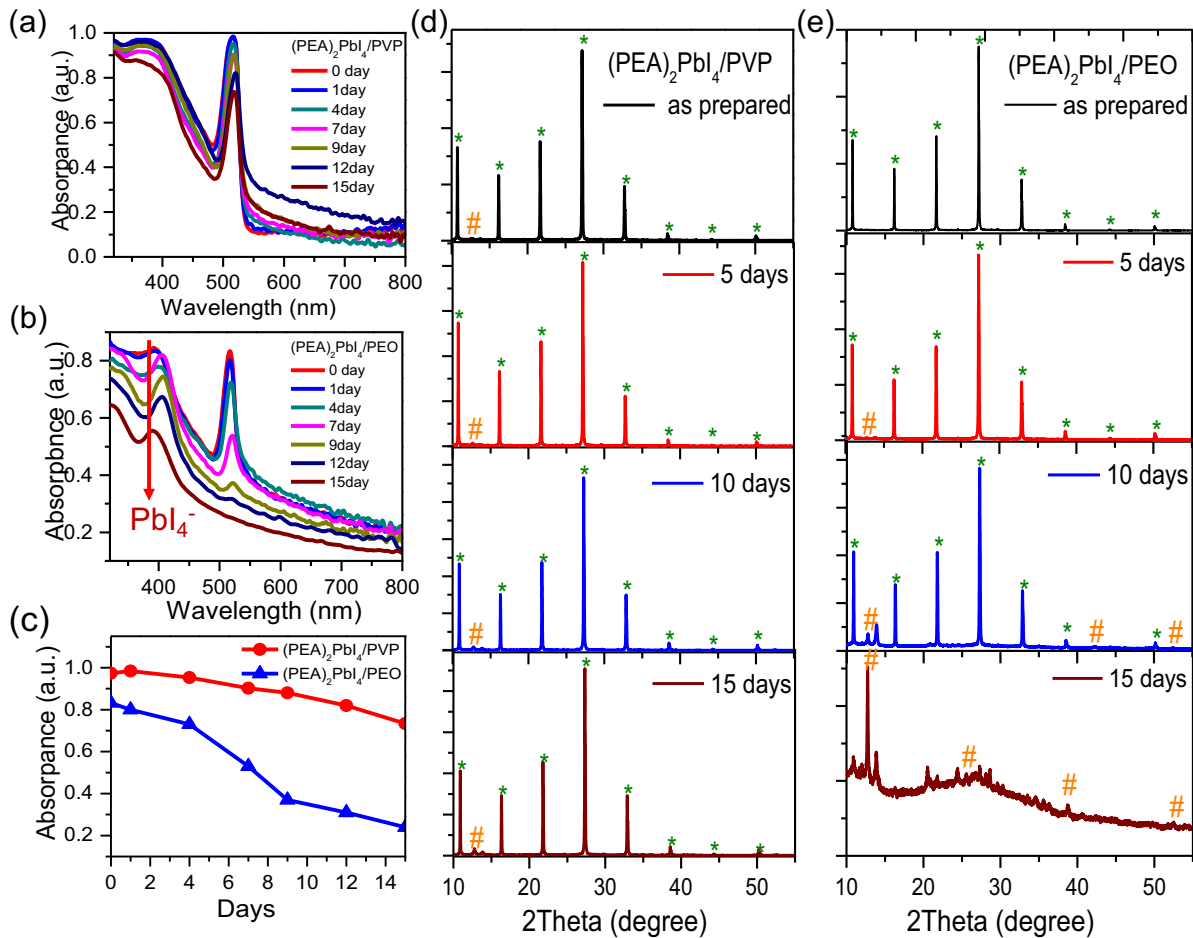 (a)
Absorpance (a.u.)
1.0
0.8
0.6
0.4
0.2
0.0
(PEA)₂PbI₄/PVP
0 day
1day
4day
7day
9day
12day
15day
400 500 600 700 800
Wavelength (nm)
(b)
Absorpbnce (a.u.)
0.8
0.6
0.4
0.2
(PEA)₂PbI₄/PEO
0 day
1day
4day
7day
9day
12day
15day
PbI₄⁻
400 500 600 700 800
Wavelength (nm)
(c)
Absorpance (a.u.)
1.0
0.8
0.6
0.4
0.2
(PEA)₂PbI₄/PVP
(PEA)₂PbI₄/PEO
0 2 4 6 8 10 12 14
Days
(d)
(PEA)₂PbI₄/PVP
as prepared
* * * * * * * *
#
5 days
* * * * * * * *
#
10 days
* * * * * * * *
#
15 days
* * * * * * * *
#
10 20 30 40 50
2Theta (degree)
(e)
(PEA)₂PbI₄/PEO
as prepared
* * * * * * * *
5 days
* * * * * * * *
#
10 days
* * * * * * *
# # #
15 days
# # # #
10 20 30 40 50
2Theta (degree)